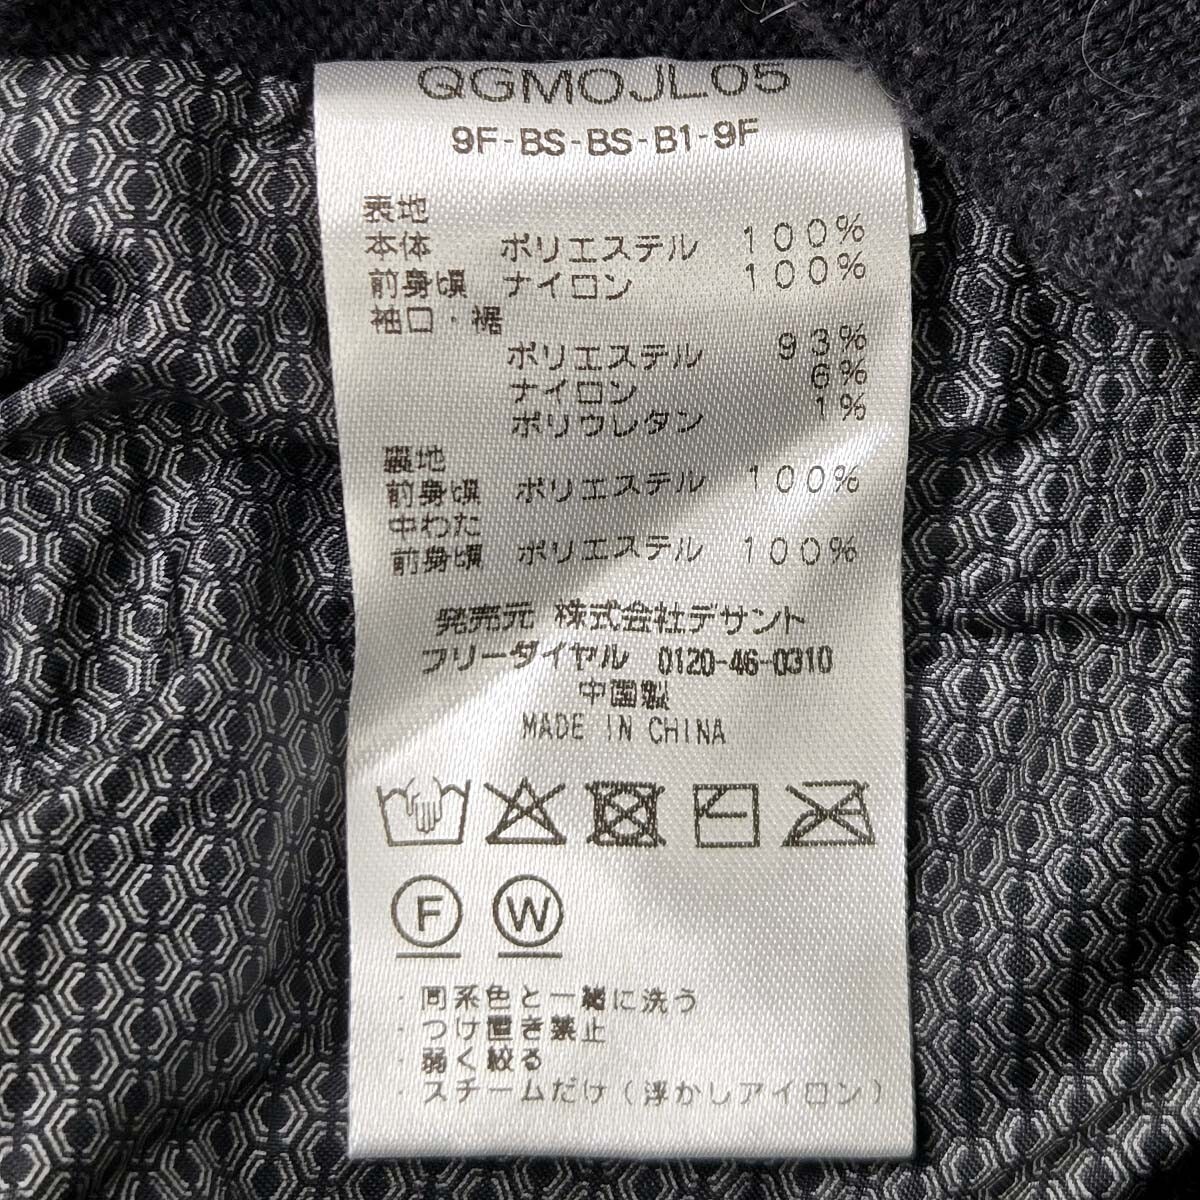 QGMOJL05
9F-BS-BS-B1-9F
表地
本体 ポリエステル 100%
前身頃 ナイロン 100%
袖口・裾
ポリエステル 93%
ナイロン 6%
ポリウレタン 1%
裏地
前身頃 ポリエステル 100%
中わた
前身頃 ポリエステル 100%
発売元 株式会社デサント
フリーダイヤル 0120-46-0310
中国製
MADE IN CHINA
F W
・同系色と一緒に洗う
・つけ置き禁止
・弱く絞る
・スチームだけ(浮かしアイロン)